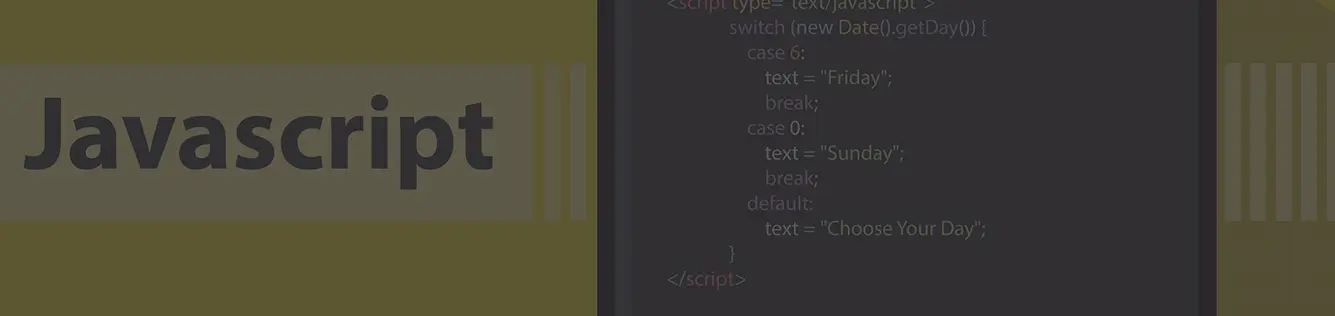 Javascript
<script type="text/javascript">
switch (new Date().getDay()) {
case 6:
text = "Friday";
break;
case 0:
text = "Sunday";
break;
default:
text = "Choose Your Day";
}
</script>